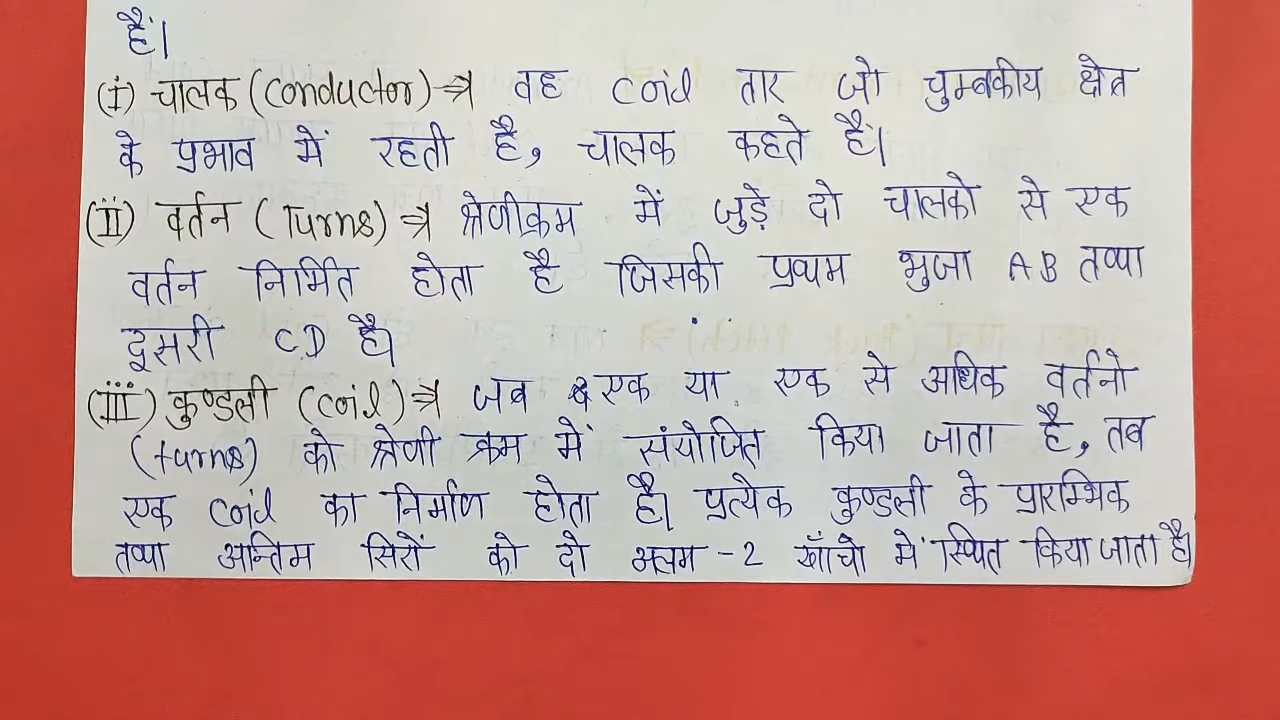 हैं।
(i) चालक (Conductor) ⇒ वह coil तार जो चुम्बकीय क्षेत्र
के प्रभाव में रहती है, चालक कहते हैं।
(ii) वर्तन (Turns) ⇒ श्रेणीक्रम में जुड़े दो चालको से एक
वर्तन निर्मित होता है जिसकी प्रथम भुजा AB तथा
दूसरी CD है।
(iii) कुण्डली (Coil) ⇒ जब एक या एक से अधिक वर्तनो
(turns) को श्रेणी क्रम में संयोजित किया जाता है, तब
एक Coil का निर्माण होता है। प्रत्येक कुण्डली के प्रारम्भिक
तथा अन्तिम सिरों को दो अलग-2 खाँचो में स्थित किया जाता है।